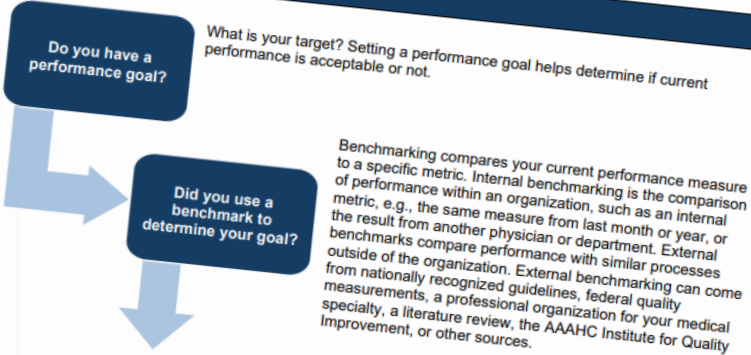 Do you have a
performance goal?
What is your target? Setting a performance goal helps determine if current
performance is acceptable or not.
Did you use a
benchmark to
determine your goal?
Benchmarking compares your current performance measure
to a specific metric. Internal benchmarking is the comparison
of performance within an organization, such as an internal
metric, e.g., the same measure from last month or year, or
the result from another physician or department. External
benchmarks compare performance with similar processes
outside of the organization. External benchmarking can come
from nationally recognized guidelines, federal quality
measurements, a professional organization for your medical
specialty, a literature review, the AAAHC Institute for Quality
Improvement, or other sources.